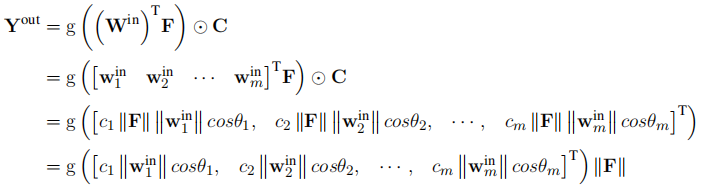 Y^out = g((W^in)^T F) ⊙ C
= g([w_1^in w_2^in ⋯ w_m^in]^T F) ⊙ C
= g([c_1 ‖F‖ ‖w_1^in‖ cosθ_1, c_2 ‖F‖ ‖w_2^in‖ cosθ_2, ⋯ , c_m ‖F‖ ‖w_m^in‖ cosθ_m]^T)
= g([c_1 ‖w_1^in‖ cosθ_1, c_2 ‖w_2^in‖ cosθ_2, ⋯ , c_m ‖w_m^in‖ cosθ_m]^T) ‖F‖